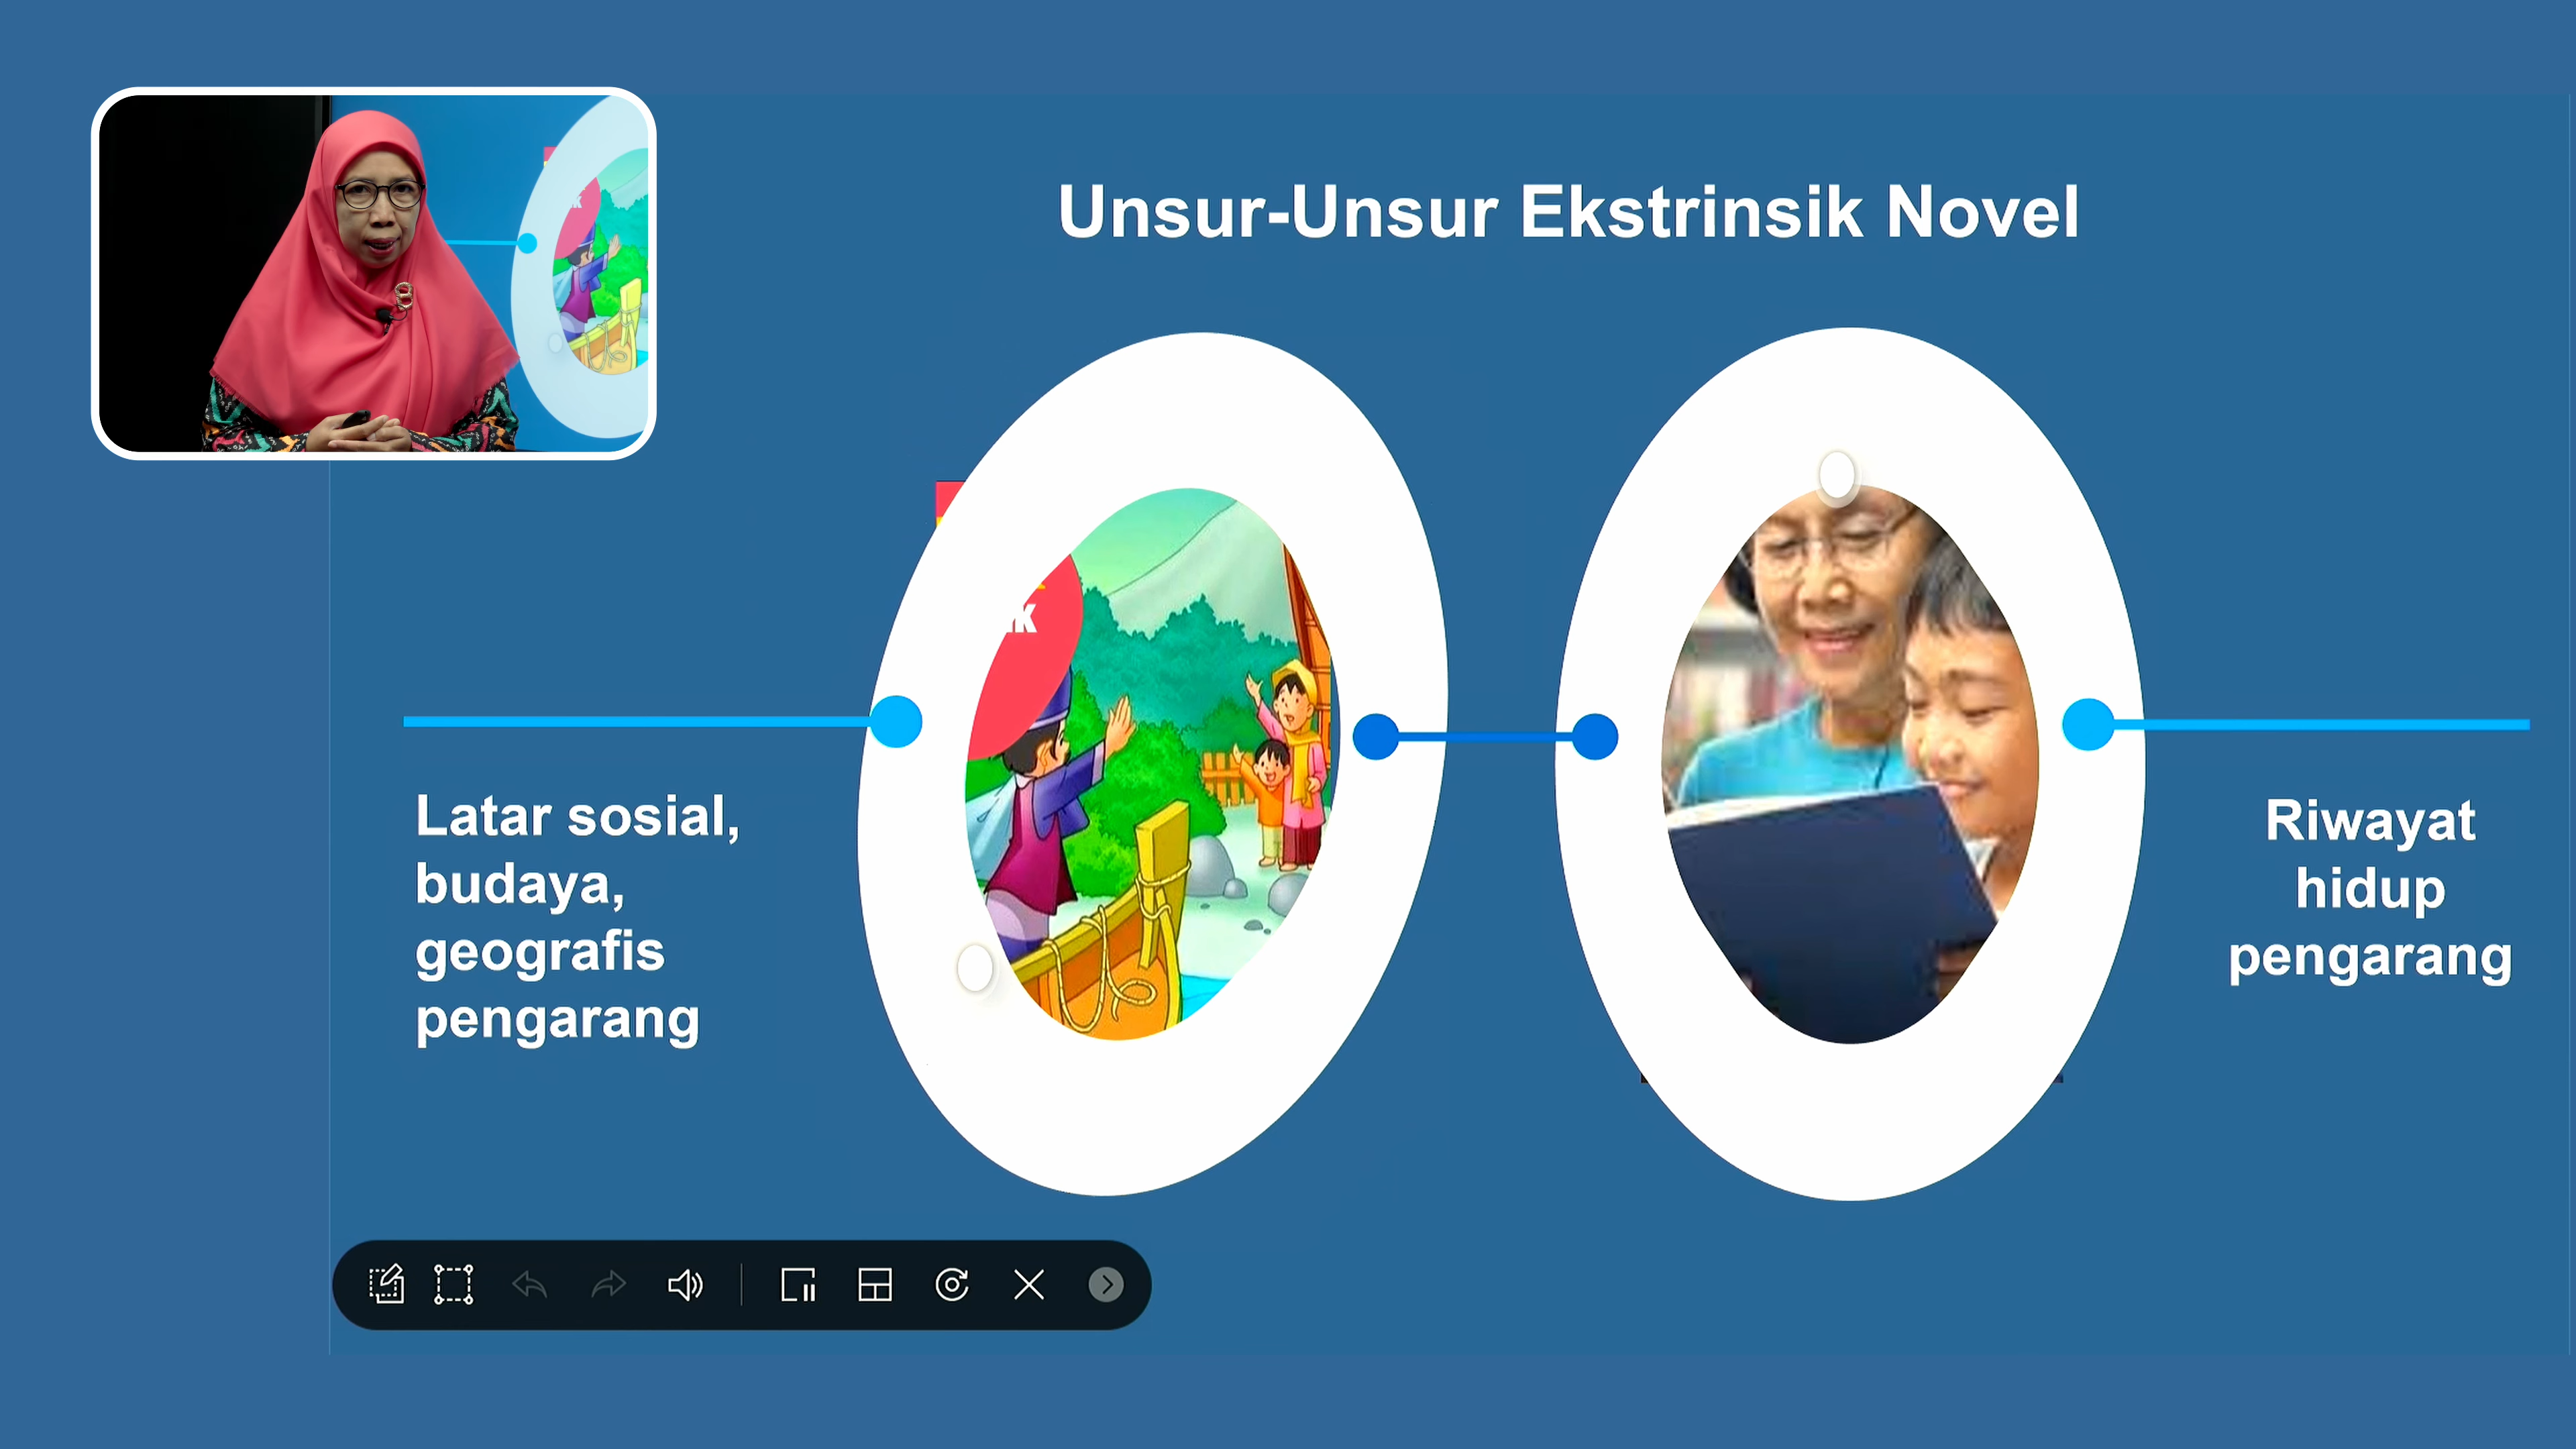 Unsur-Unsur Ekstrinsik Novel
Latar sosial,
budaya,
geografis
pengarang
Riwayat
hidup
pengarang